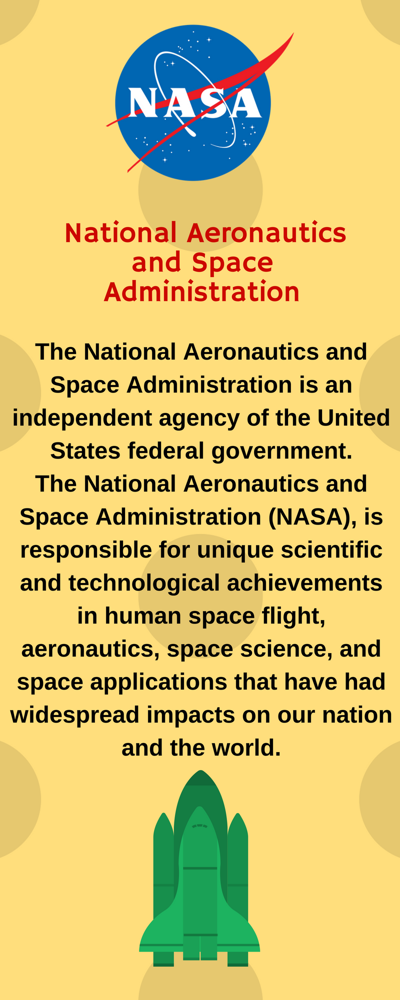 NASA
National Aeronautics
and Space
Administration
The National Aeronautics and
Space Administration is an
independent agency of the United
States federal government.
The National Aeronautics and
Space Administration (NASA), is
responsible for unique scientific
and technological achievements
in human space flight,
aeronautics, space science, and
space applications that have had
widespread impacts on our nation
and the world.